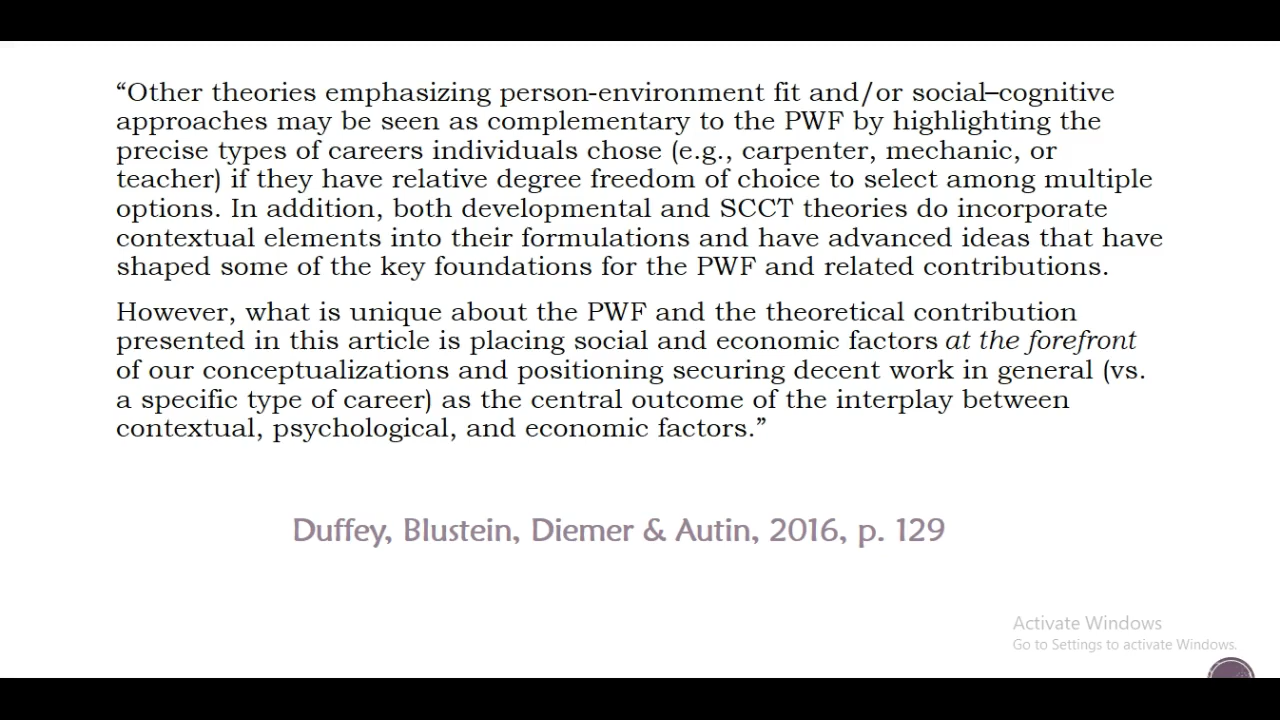 “Other theories emphasizing person-environment fit and/or social–cognitive
approaches may be seen as complementary to the PWF by highlighting the
precise types of careers individuals chose (e.g., carpenter, mechanic, or
teacher) if they have relative degree freedom of choice to select among multiple
options. In addition, both developmental and SCCT theories do incorporate
contextual elements into their formulations and have advanced ideas that have
shaped some of the key foundations for the PWF and related contributions.
However, what is unique about the PWF and the theoretical contribution
presented in this article is placing social and economic factors at the forefront
of our conceptualizations and positioning securing decent work in general (vs.
a specific type of career) as the central outcome of the interplay between
contextual, psychological, and economic factors.”
Duffey, Blustein, Diemer & Autin, 2016, p. 129
Activate Windows
Go to Settings to activate Windows.